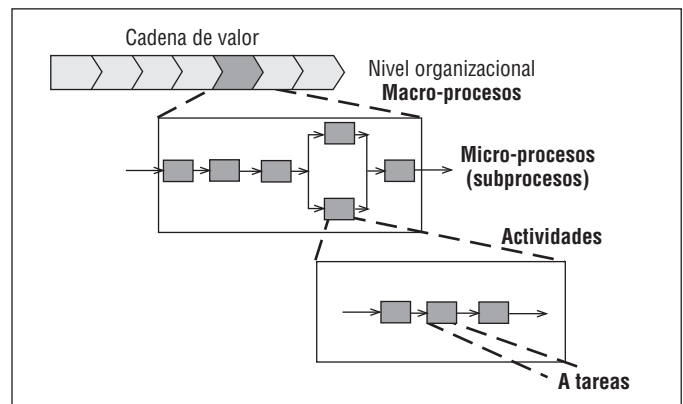 Cadena de valor
Nivel organizacional
Macro-procesos
Micro-procesos
(subprocesos)
Actividades
A tareas